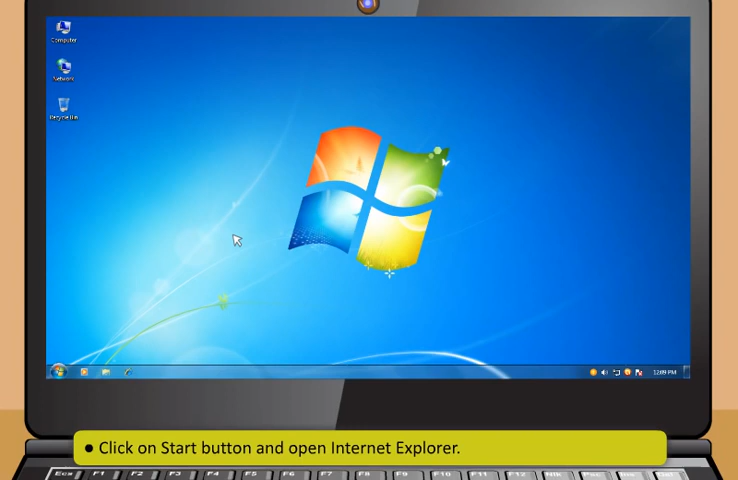 Computer
Network
Recycle Bin
12:09 PM
● Click on Start button and open Internet Explorer.
Esc F1 F2 F3 F4 F5 F6 F7 F8 F9 F10 F11 F12